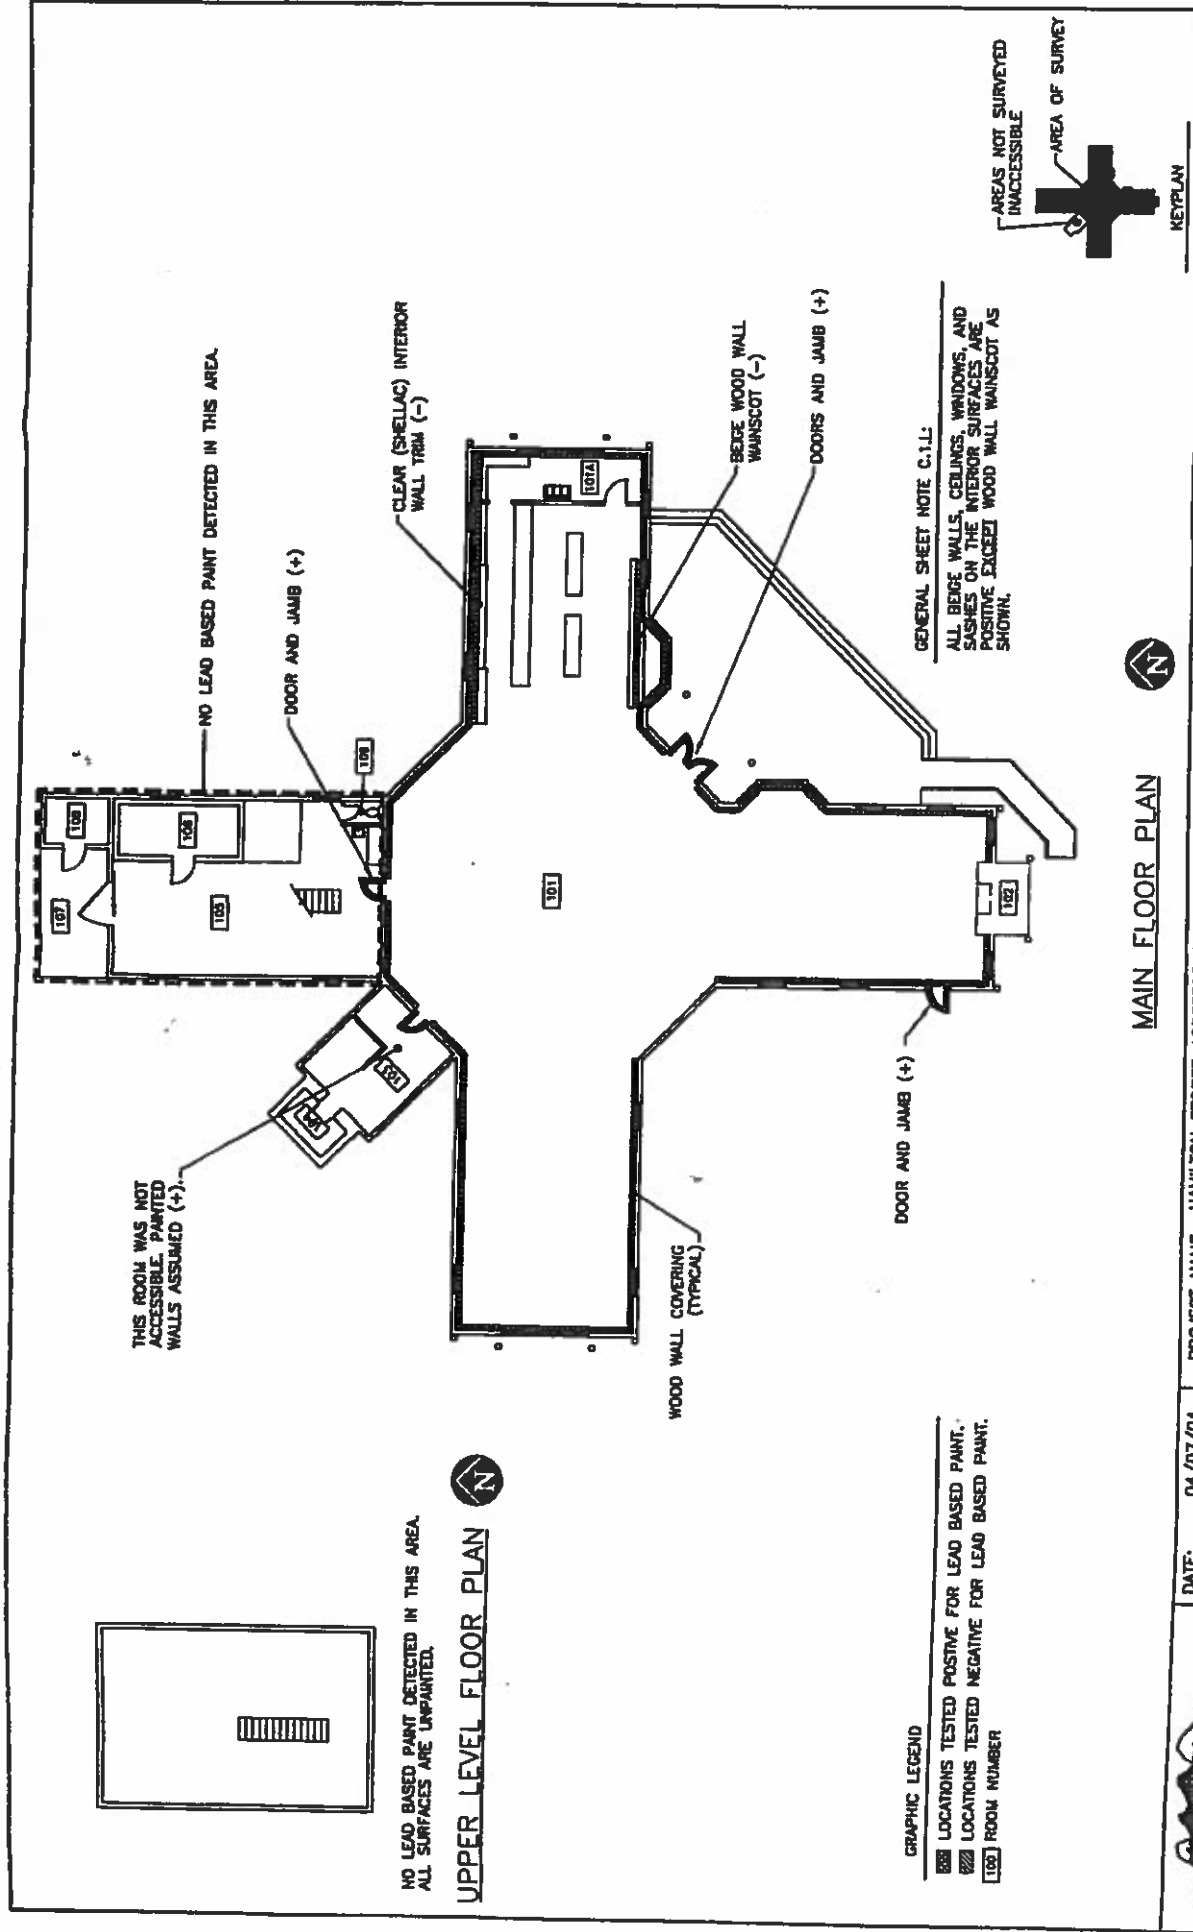 NO LEAD BASED PAINT DETECTED IN THIS AREA.
ALL SURFACES ARE UNPAINTED.
UPPER LEVEL FLOOR PLAN
N
THIS ROOM WAS NOT
ACCESSIBLE. PAINTED
WALLS ASSUMED (+).
NO LEAD BASED PAINT DETECTED IN THIS AREA.
DOOR AND JAMB (+)
CLEAR (SHELLAC) INTERIOR
WALL TRIM (-)
107
108
106
105
109
103
104
101
101A
102
BEIGE WOOD WALL
WAINSCOT (-)
DOORS AND JAMB (+)
WOOD WALL COVERING
(TYPICAL)
DOOR AND JAMB (+)
GRAPHIC LEGEND
LOCATIONS TESTED POSTIVE FOR LEAD BASED PAINT.
LOCATIONS TESTED NEGATIVE FOR LEAD BASED PAINT.
100 ROOM NUMBER
GENERAL SHEET NOTE C.1.L:
ALL BEIGE WALLS, CEILINGS, WINDOWS, AND
SASHES ON THE INTERIOR SURFACES ARE
POSITIVE EXCEPT WOOD WALL WAINSCOT AS
SHOWN.
MAIN FLOOR PLAN
N
AREAS NOT SURVEYED
INACCESSIBLE
AREA OF SURVEY
KEYPLAN
DATE:
PROJECT NAME